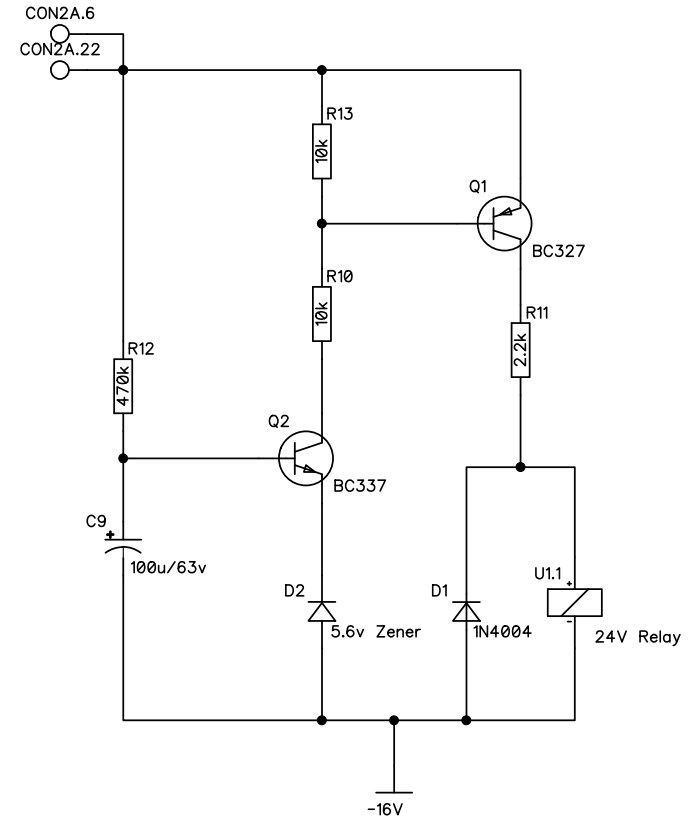 CON2A.6
CON2A.22
R13
10k
Q1
BC327
R10
10k
R11
2.2k
R12
470k
Q2
BC337
C9
+
100u/63v
D2
5.6v Zener
D1
1N4004
U1.1
+
-
24V Relay
-16V